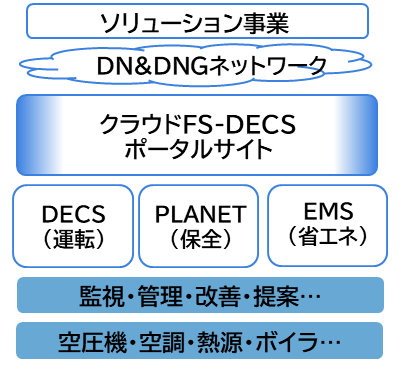 ソリューション事業
DN&DNGネットワーク
クラウドFS-DECS
ポータルサイト
DECS
（運転）
PLANET
（保全）
EMS
（省エネ）
監視・管理・改善・提案…
空圧機・空調・熱源・ボイラ…